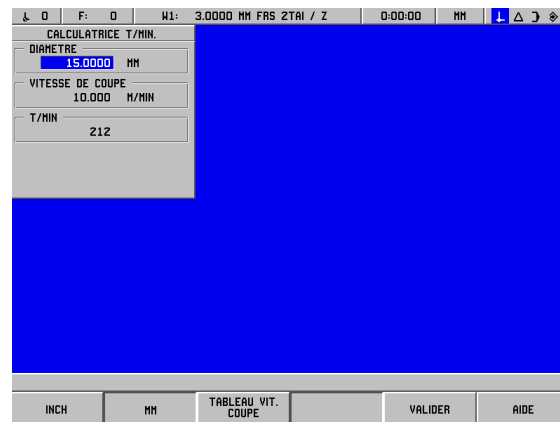 0 F: 0 W1: 3.0000 MM FRS 2TAI / Z 0:00:00 MM
CALCULATRICE T/MIN.
DIAMETRE
15.0000 MM
VITESSE DE COUPE
10.000 M/MIN
T/MIN
212
INCH MM TABLEAU VIT. COUPE VALIDER AIDE